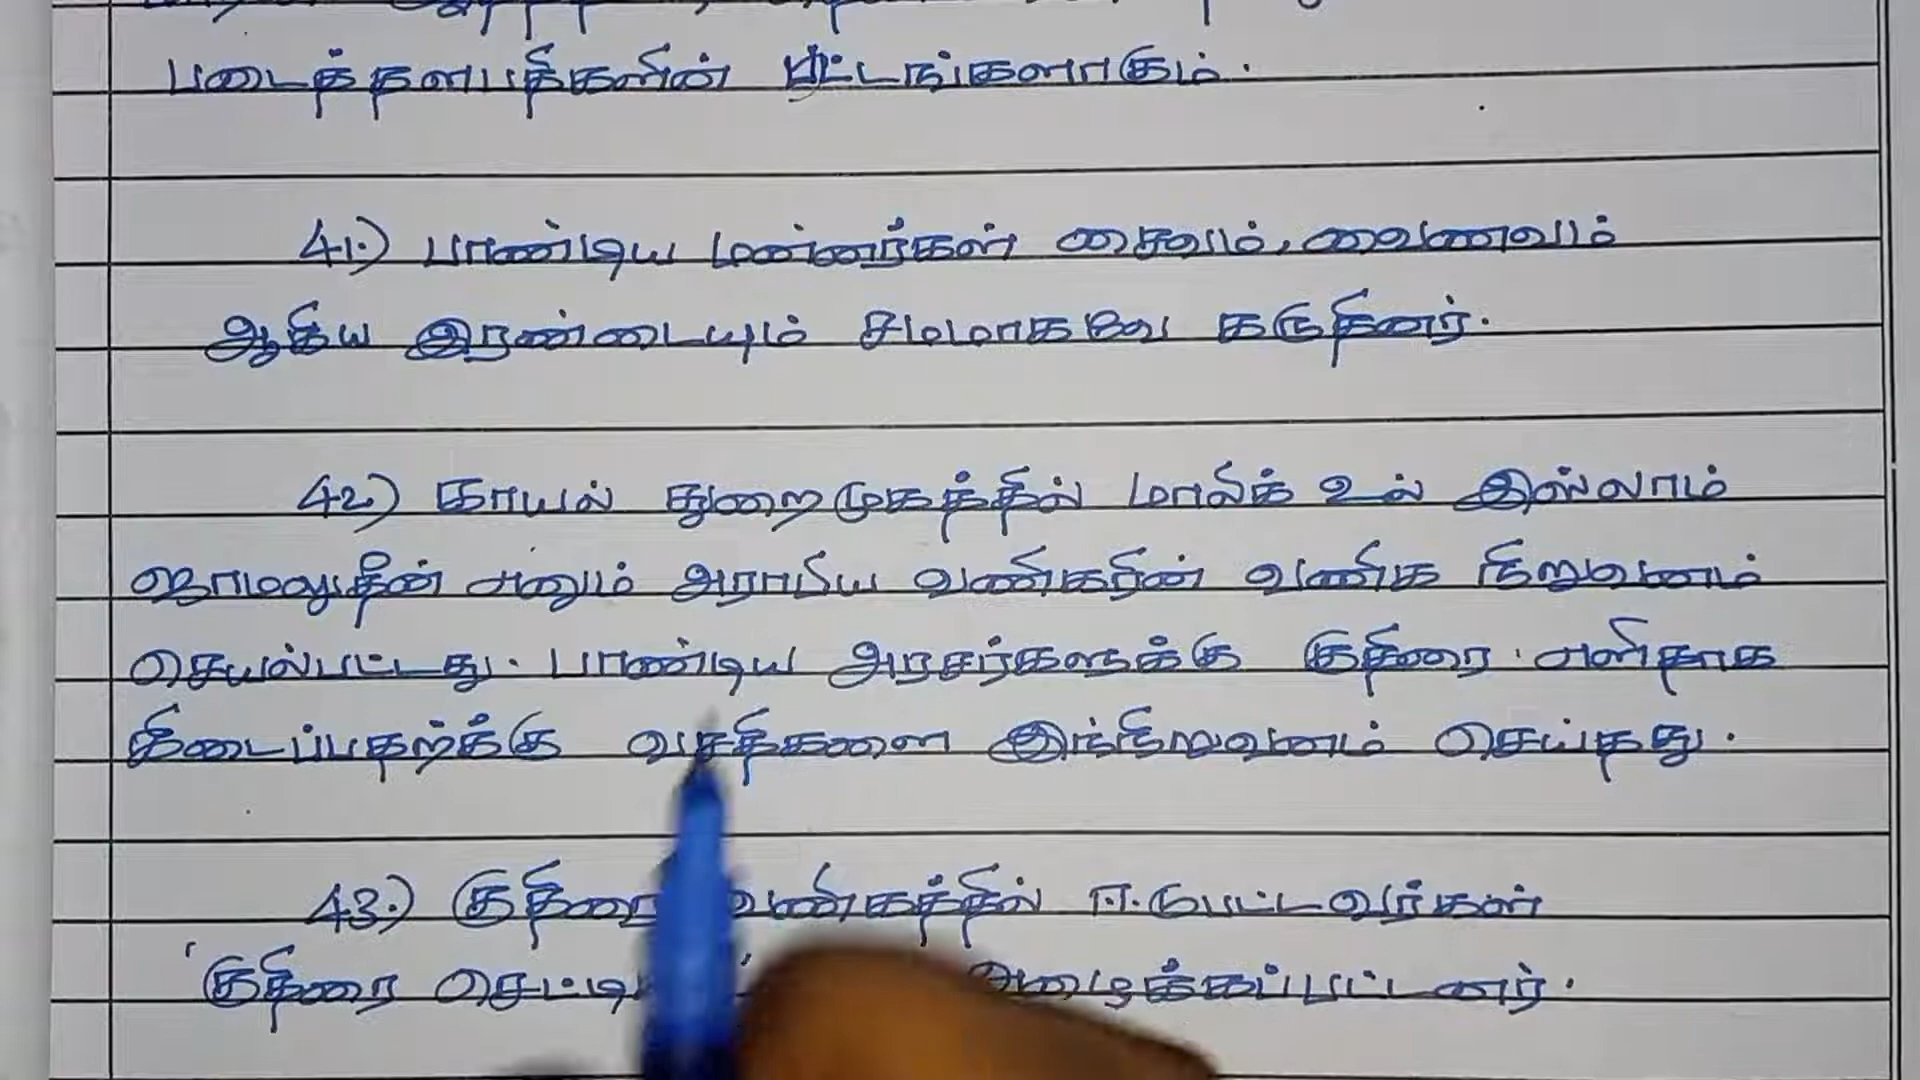 படைத்தளபதிகளின் பட்டங்களாகும்.
41.) பாண்டிய மன்னர்கள் சைவம், வைணவம்
ஆகிய இரண்டையும் சமமாகவே கருதினர்.
42) காயல் துறைமுகத்தில் மாலிக் உல் இஸ்லாம்
ஜாமலுதீன் எனும் அராபிய வணிகரின் வணிக நிறுவனம்
செயல்பட்டது. பாண்டிய அரசர்களுக்கு குதிரை எளிதாக
கிடைப்பதற்க்கு வசதிகளை இந்நிறுவனம் செய்தது.
43.) குதிரை வணிகத்தில் ஈடுபட்டவர்கள்
'குதிரை அழைக்கப்பட்டனர்.